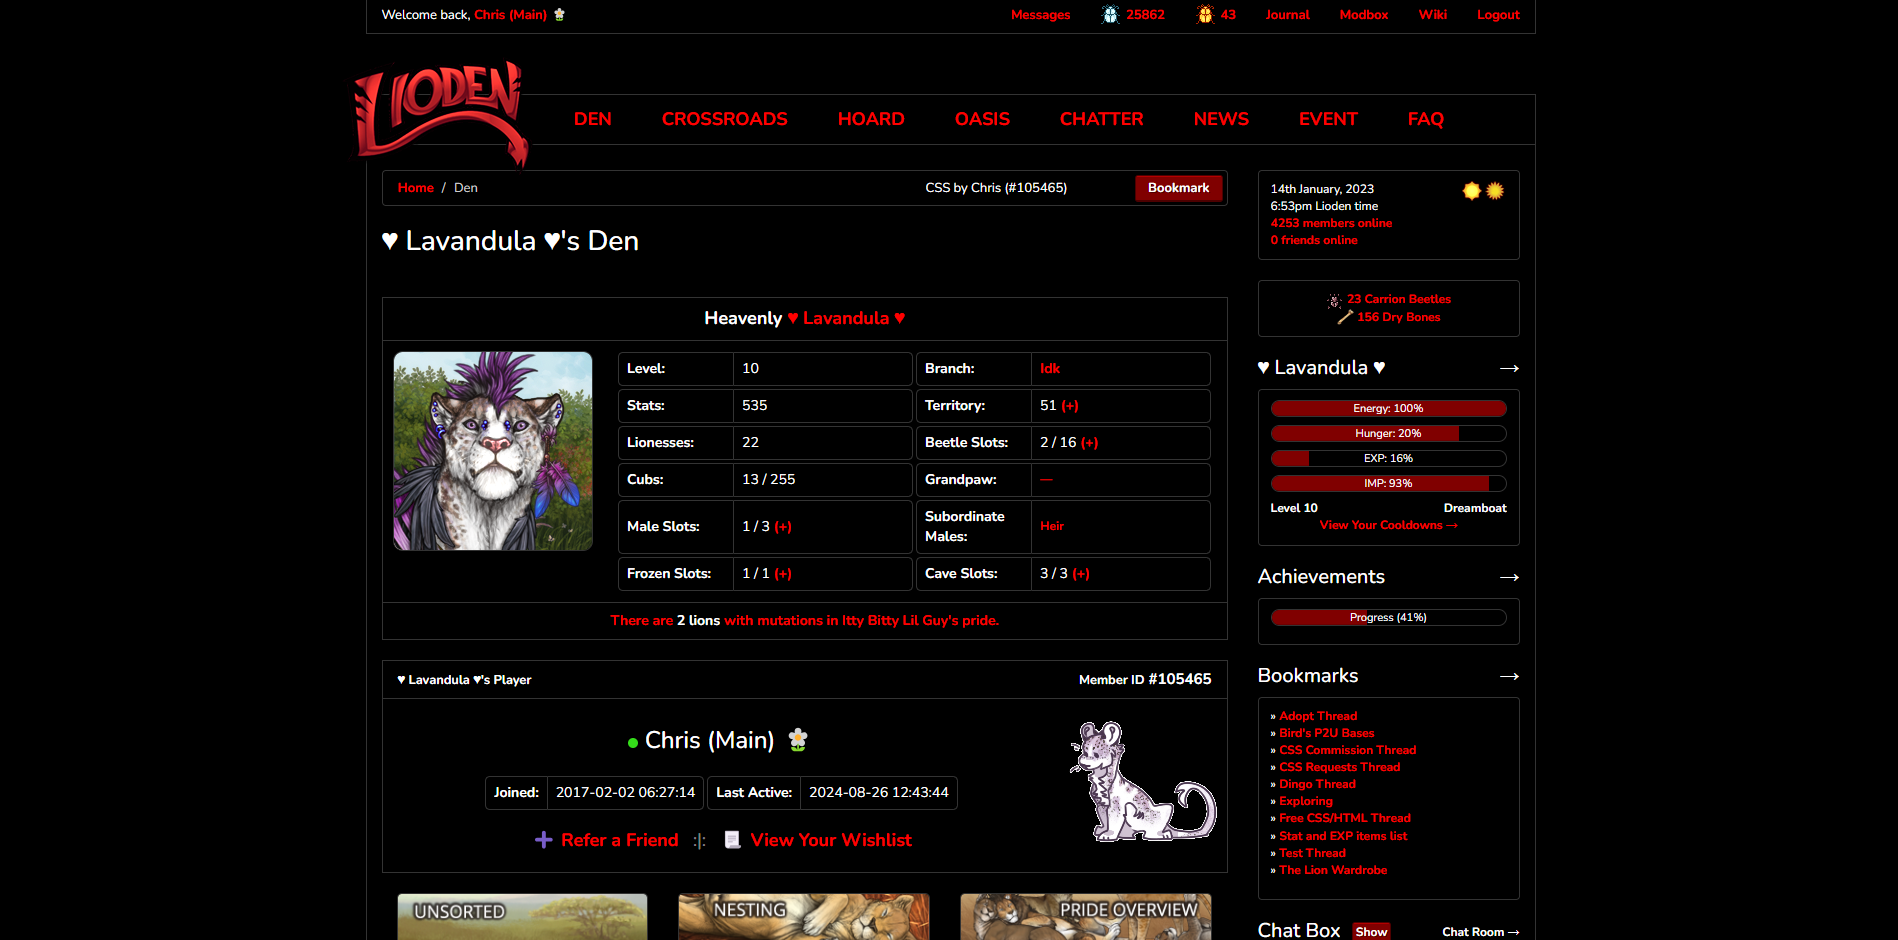 Welcome back, Chris (Main)
Messages 25862 43 Journal Modbox Wiki Logout
LIODEN
DEN CROSSROADS HOARD OASIS CHATTER NEWS EVENT FAQ
Home / Den CSS by Chris (#105465) Bookmark
♥ Lavandula ♥'s Den
Heavenly ♥ Lavandula ♥
Level: 10 Branch: Idk
Stats: 535 Territory: 51 (+)
Lionesses: 22 Beetle Slots: 2 / 16 (+)
Cubs: 13 / 255 Grandpaw: —
Male Slots: 1 / 3 (+) Subordinate Males: Heir
Frozen Slots: 1 / 1 (+) Cave Slots: 3 / 3 (+)
There are 2 lions with mutations in Itty Bitty Lil Guy's pride.
♥ Lavandula ♥'s Player Member ID #105465
Chris (Main)
Joined: 2017-02-02 06:27:14 Last Active: 2024-08-26 12:43:44
Refer a Friend :|: View Your Wishlist
UNSORTED NESTING PRIDE OVERVIEW
14th January, 2023
6:53pm Lioden time
4253 members online
0 friends online
23 Carrion Beetles
156 Dry Bones
♥ Lavandula ♥ →
Energy: 100%
Hunger: 20%
EXP: 16%
IMP: 93%
Level 10 Dreamboat
View Your Cooldowns →
Achievements →
Progress (41%)
Bookmarks →
» Adopt Thread
» Bird's P2U Bases
» CSS Commission Thread
» CSS Requests Thread
» Dingo Thread
» Exploring
» Free CSS/HTML Thread
» Stat and EXP items list
» Test Thread
» The Lion Wardrobe
Chat Box Show Chat Room →